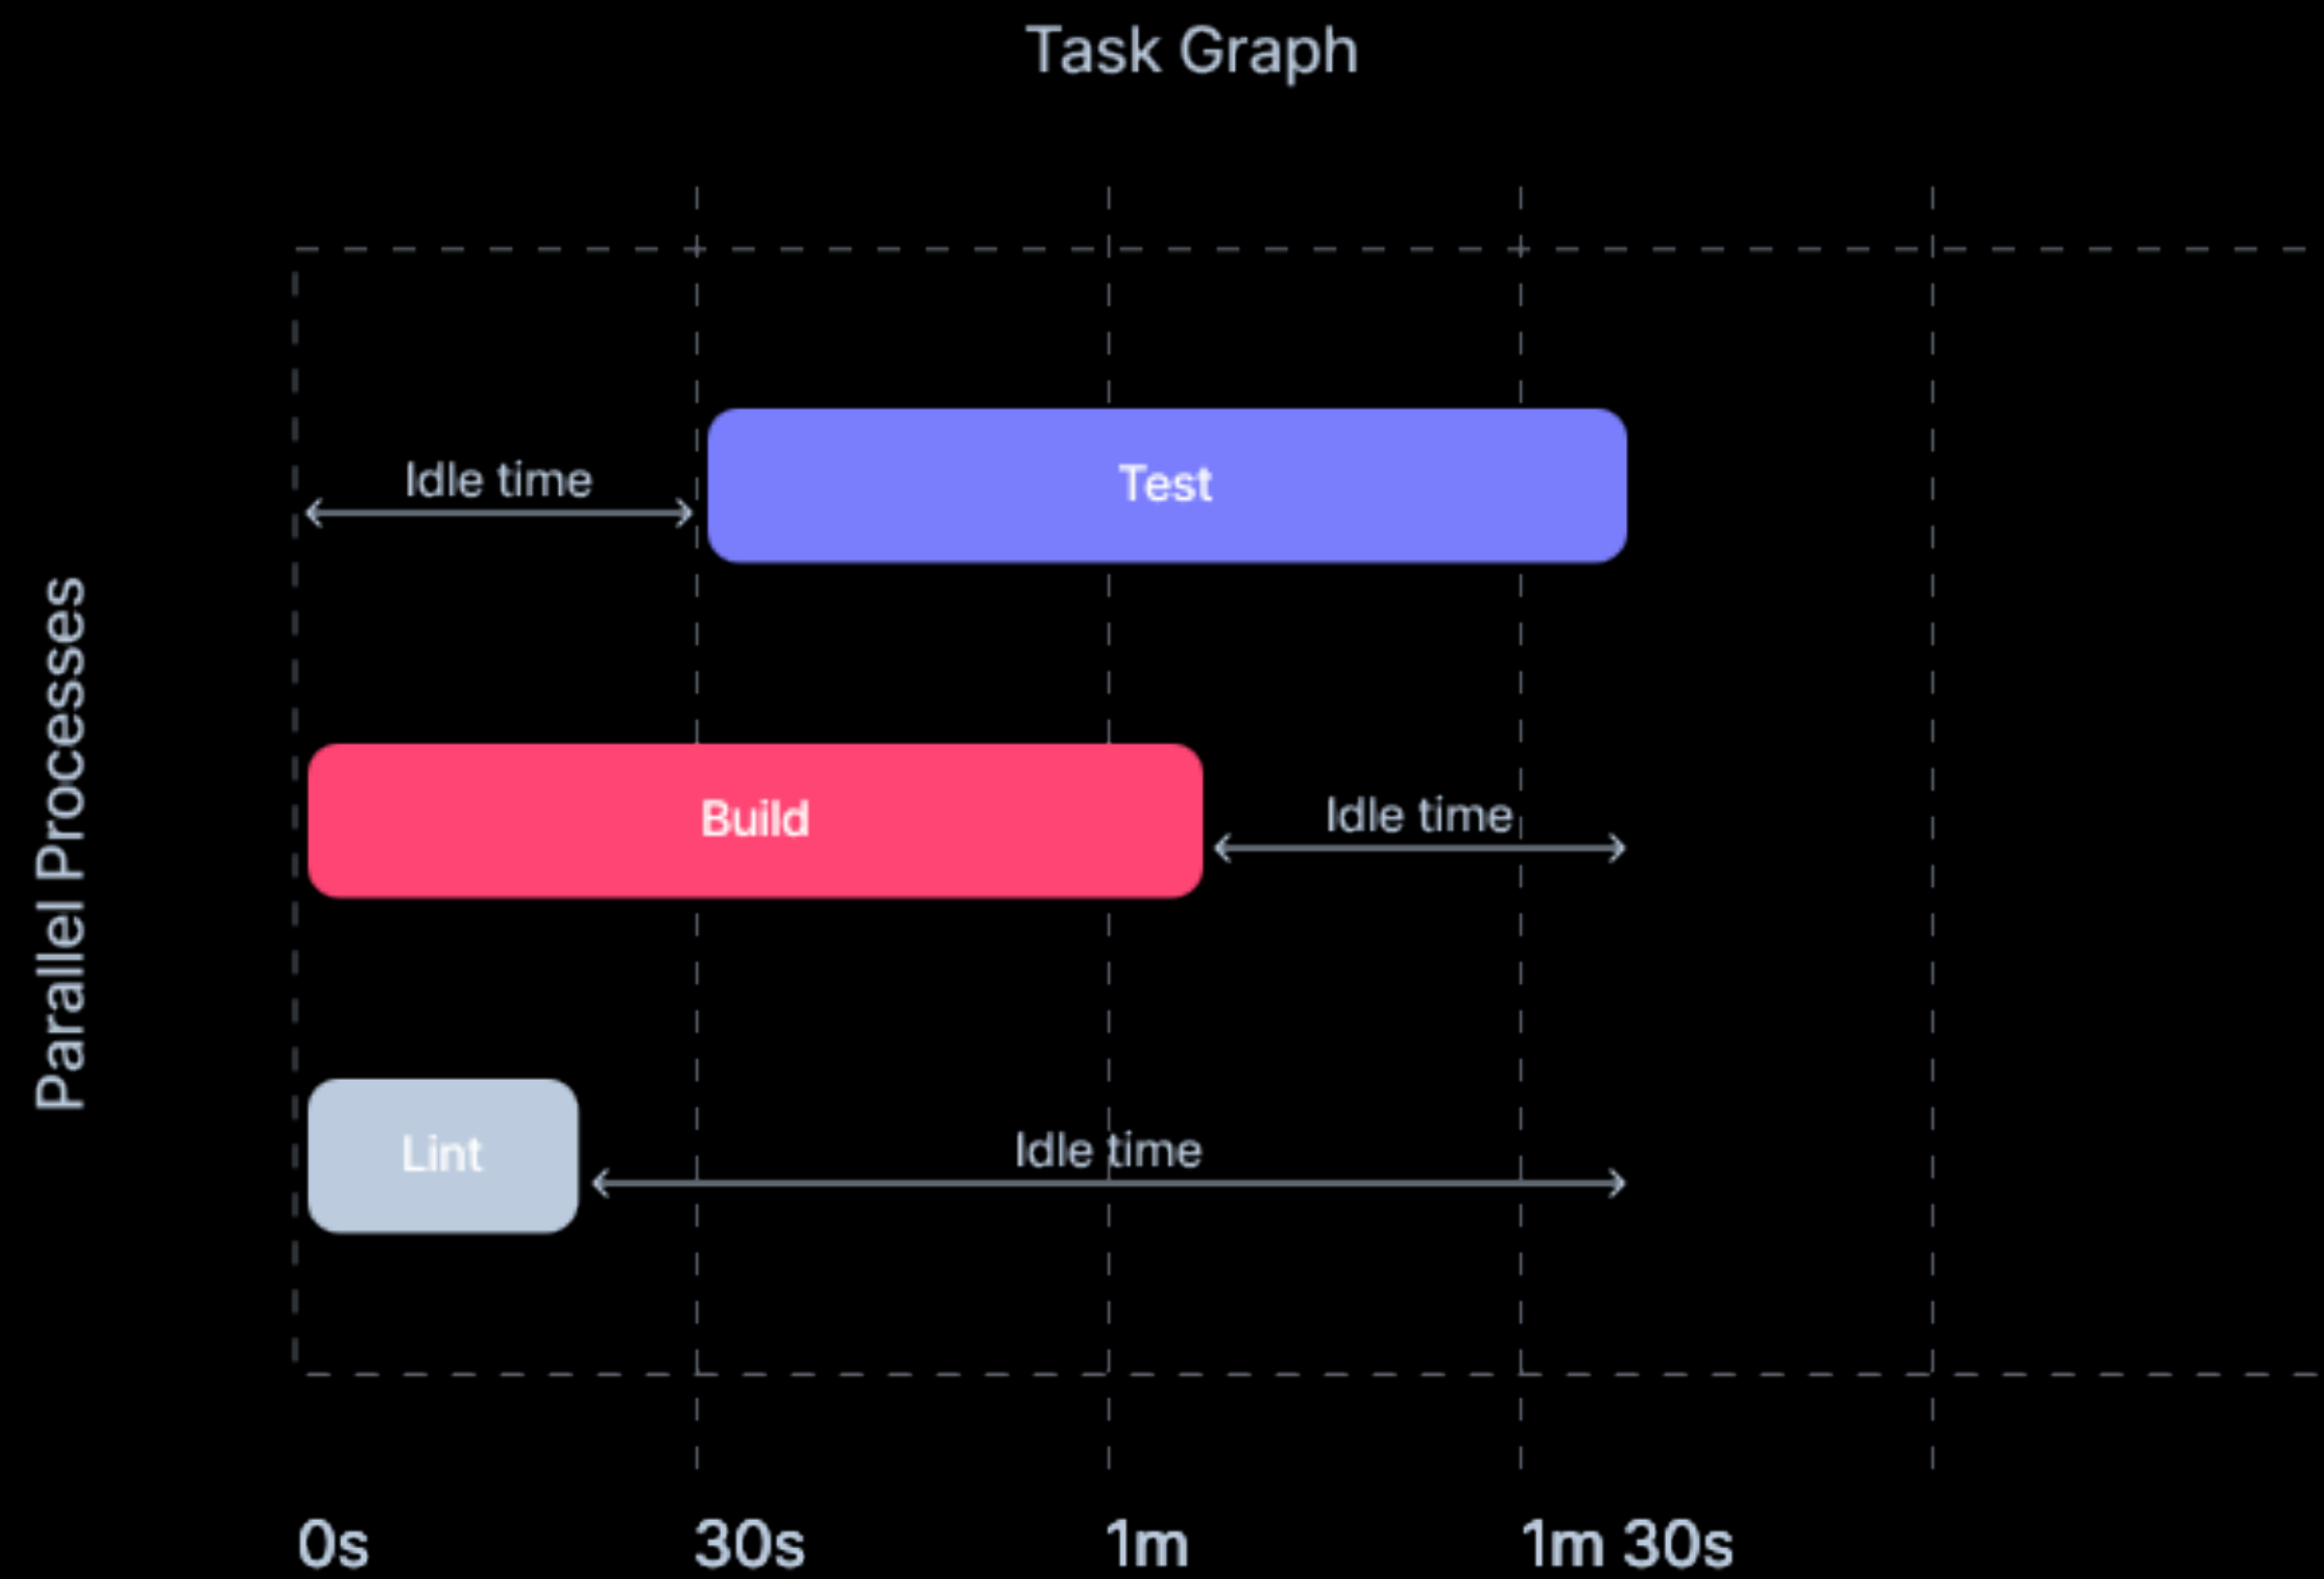 Task Graph
Idle time
Test
Parallel Processes
Build
Idle time
Lint
Idle time
0s
30s
1m
1m 30s